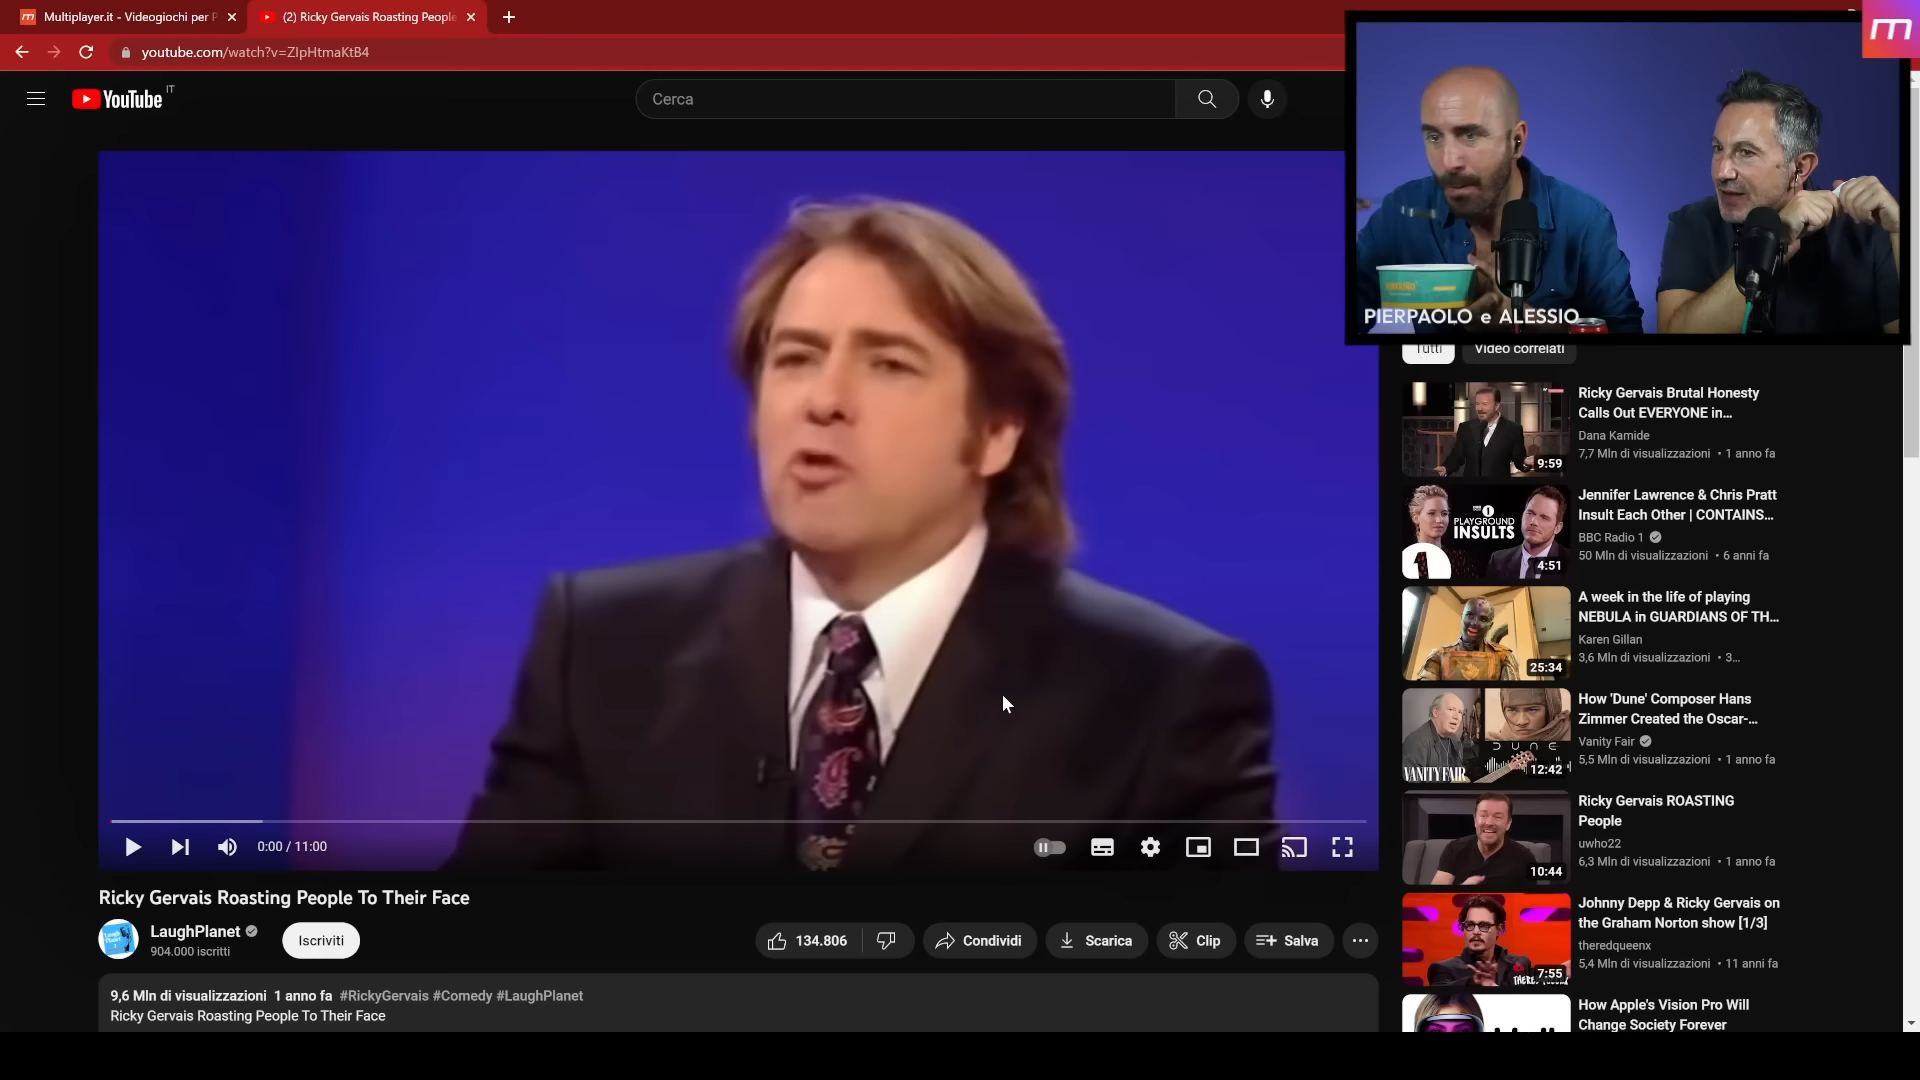 Multiplayer.it - Videogiochi per P
(2) Ricky Gervais Roasting People
youtube.com/watch?v=ZIpHtmaKtB4
YouTube IT
Cerca
m
PIERPAOLO e ALESSIO
Tutti
Video correlati
0:00 / 11:00
Ricky Gervais Roasting People To Their Face
LaughPlanet
904.000 iscritti
Iscriviti
134.806
Condividi
Scarica
Clip
Salva
9,6 Mln di visualizzazioni 1 anno fa #RickyGervais #Comedy #LaughPlanet
Ricky Gervais Roasting People To Their Face
9:59
Ricky Gervais Brutal Honesty
Calls Out EVERYONE in...
Dana Kamide
7,7 Mln di visualizzazioni • 1 anno fa
PLAYGROUND
INSULTS
4:51
Jennifer Lawrence & Chris Pratt
Insult Each Other | CONTAINS...
BBC Radio 1
50 Mln di visualizzazioni • 6 anni fa
25:34
A week in the life of playing
NEBULA in GUARDIANS OF TH...
Karen Gillan
3,6 Mln di visualizzazioni • 3...
DUNE
VANITY FAIR
12:42
How 'Dune' Composer Hans
Zimmer Created the Oscar-...
Vanity Fair
5,5 Mln di visualizzazioni • 1 anno fa
10:44
Ricky Gervais ROASTING
People
uwho22
6,3 Mln di visualizzazioni • 1 anno fa
7:55
Johnny Depp & Ricky Gervais on
the Graham Norton show [1/3]
theredqueenx
5,4 Mln di visualizzazioni • 11 anni fa
How Apple's Vision Pro Will
Change Society Forever